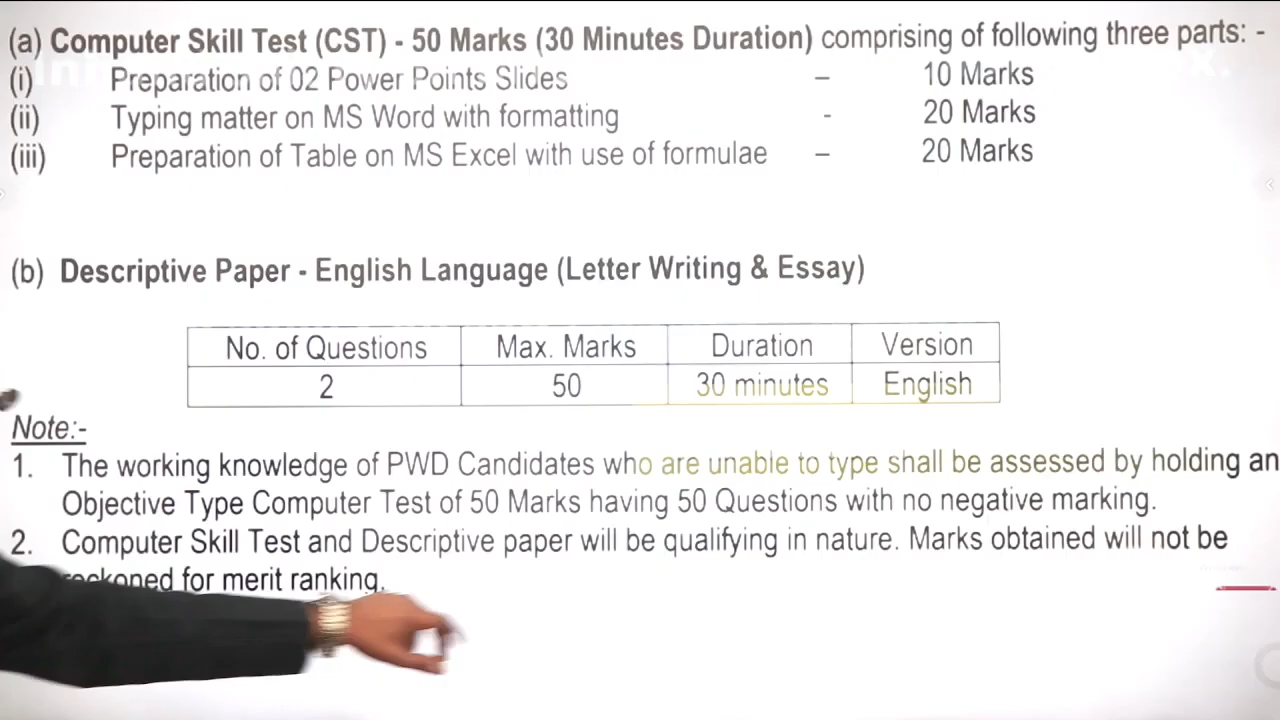 (a) Computer Skill Test (CST) - 50 Marks (30 Minutes Duration) comprising of following three parts: -
(i) Preparation of 02 Power Points Slides – 10 Marks
(ii) Typing matter on MS Word with formatting - 20 Marks
(iii) Preparation of Table on MS Excel with use of formulae – 20 Marks
(b) Descriptive Paper - English Language (Letter Writing & Essay)
No. of Questions Max. Marks Duration Version
2 50 30 minutes English
Note:-
1. The working knowledge of PWD Candidates who are unable to type shall be assessed by holding an
Objective Type Computer Test of 50 Marks having 50 Questions with no negative marking.
2. Computer Skill Test and Descriptive paper will be qualifying in nature. Marks obtained will not be
reckoned for merit ranking.